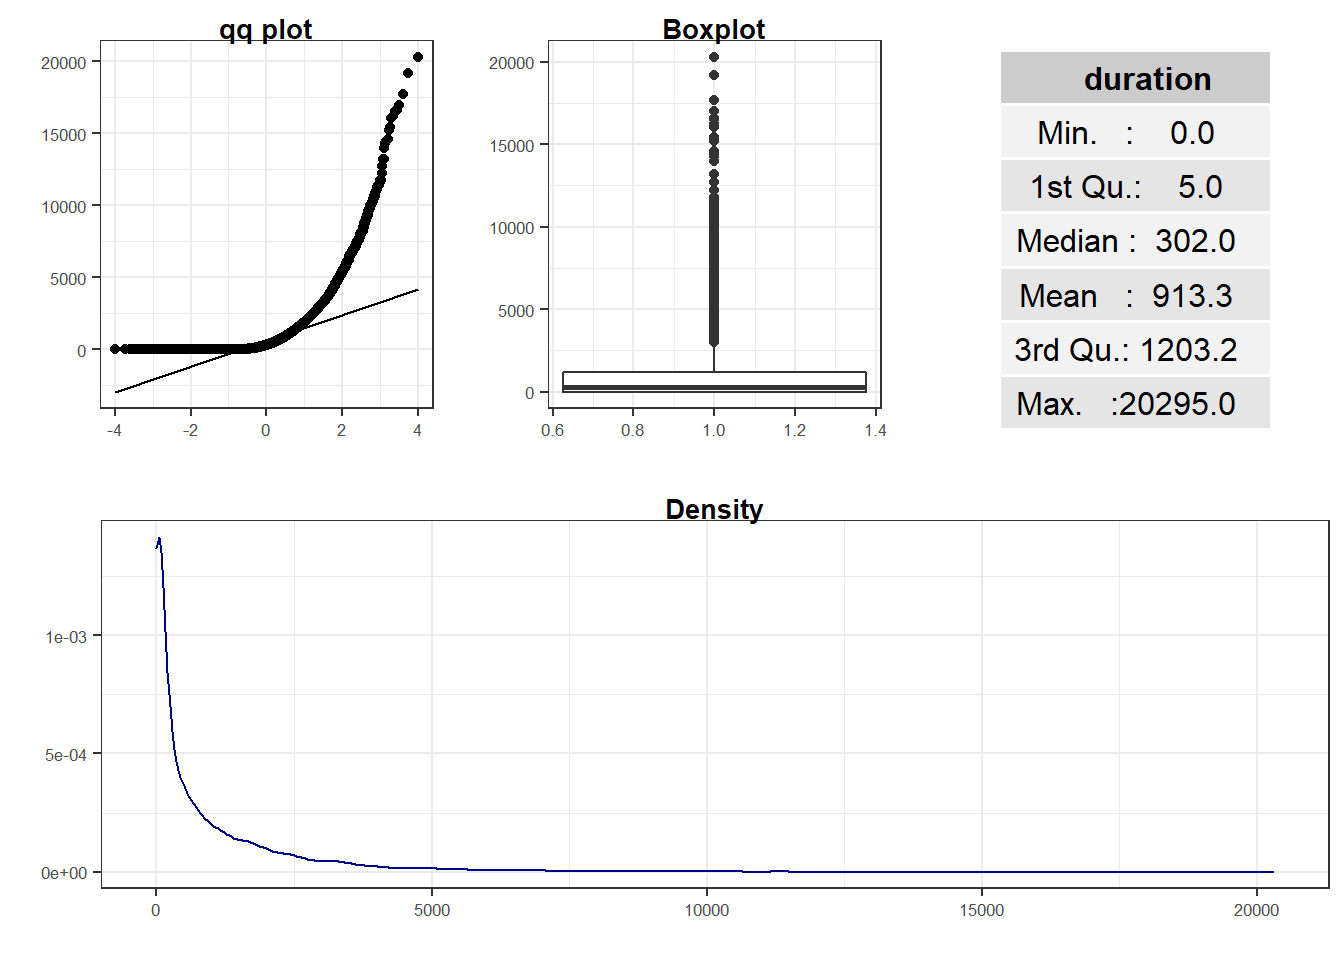 qq plot
20000
15000
10000
5000
0
-4 -2 0 2 4
Boxplot
20000
15000
10000
5000
0
0.6 0.8 1.0 1.2 1.4
duration
Min. : 0.0
1st Qu.: 5.0
Median : 302.0
Mean : 913.3
3rd Qu.: 1203.2
Max. :20295.0
Density
1e-03
5e-04
0e+00
0 5000 10000 15000 20000